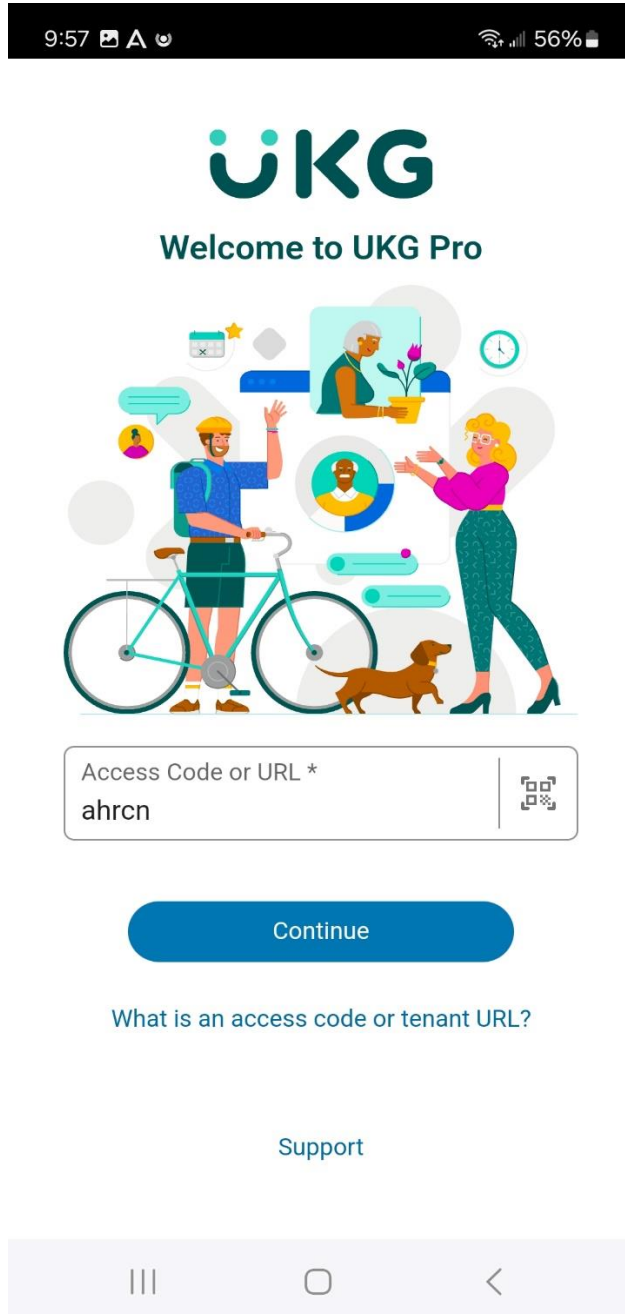 9:57 56%
UKG
Welcome to UKG Pro
Access Code or URL *
ahrcn
Continue
What is an access code or tenant URL?
Support